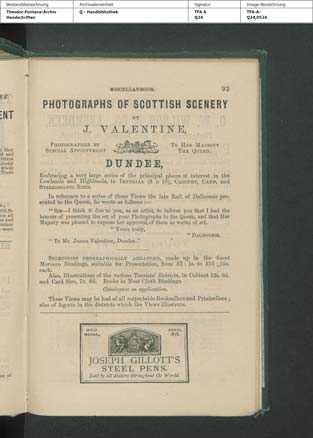 Bestandsbezeichnung Archivaleneinheit Signatur Image-Bezeichnung
Theodor-Fontane-Archiv Q - Handbibliothek TFA A TFA-A-
Handschriften Q24 Q24,0534
MISCELLANEOUS. 93
PHOTOGRAPHS OF SCOTTISH SCENERY
BY
J. VALENTINE,
PHOTOGRAPHER BY TO HER MAJESTY
SPECIAL APPOINTMENT THE QUEEN,
DUNDEE,
Embracing a very large series of the principal places of interest in the
Lowlands and Highlands, in IMPERIAL (8 × 10), CABINET, CARD, and
STEREOSCOPIC SIZES.
In reference to a series of these Views the late Earl of Dalhousie pre-
sented to the Queen, he wrote as follows :—
"SIR—I think it due to you, as an artist, to inform you that I had the
honour of presenting the set of your Photographs to the Queen, and that Her
Majesty was pleased to express her approval of them as works of art.
"Yours truly,
"DALHOUSIE.
"To Mr. James Valentine, Dundee."
SELECTIONS GEOGRAPHICALLY ARRANGED, made up in the finest
Morocco Bindings, suitable for Presentation, from £1 : 1s. to £15 : 15s.
each.
Also, Illustrations of the various Tourists' districts, in Cabinet 12s. 6d.
and Card Size, 7s. 6d. Books in Neat Cloth Bindings.
Catalogues on application.
These Views may be had of all respectable Booksellers and Printsellers ;
also of Agents in the districts which the Views illustrate.
GOLD PARIS,
MEDAL, 1878.
JOSEPH GILLOTT'S
STEEL PENS.
Sold by all dealers throughout the World.